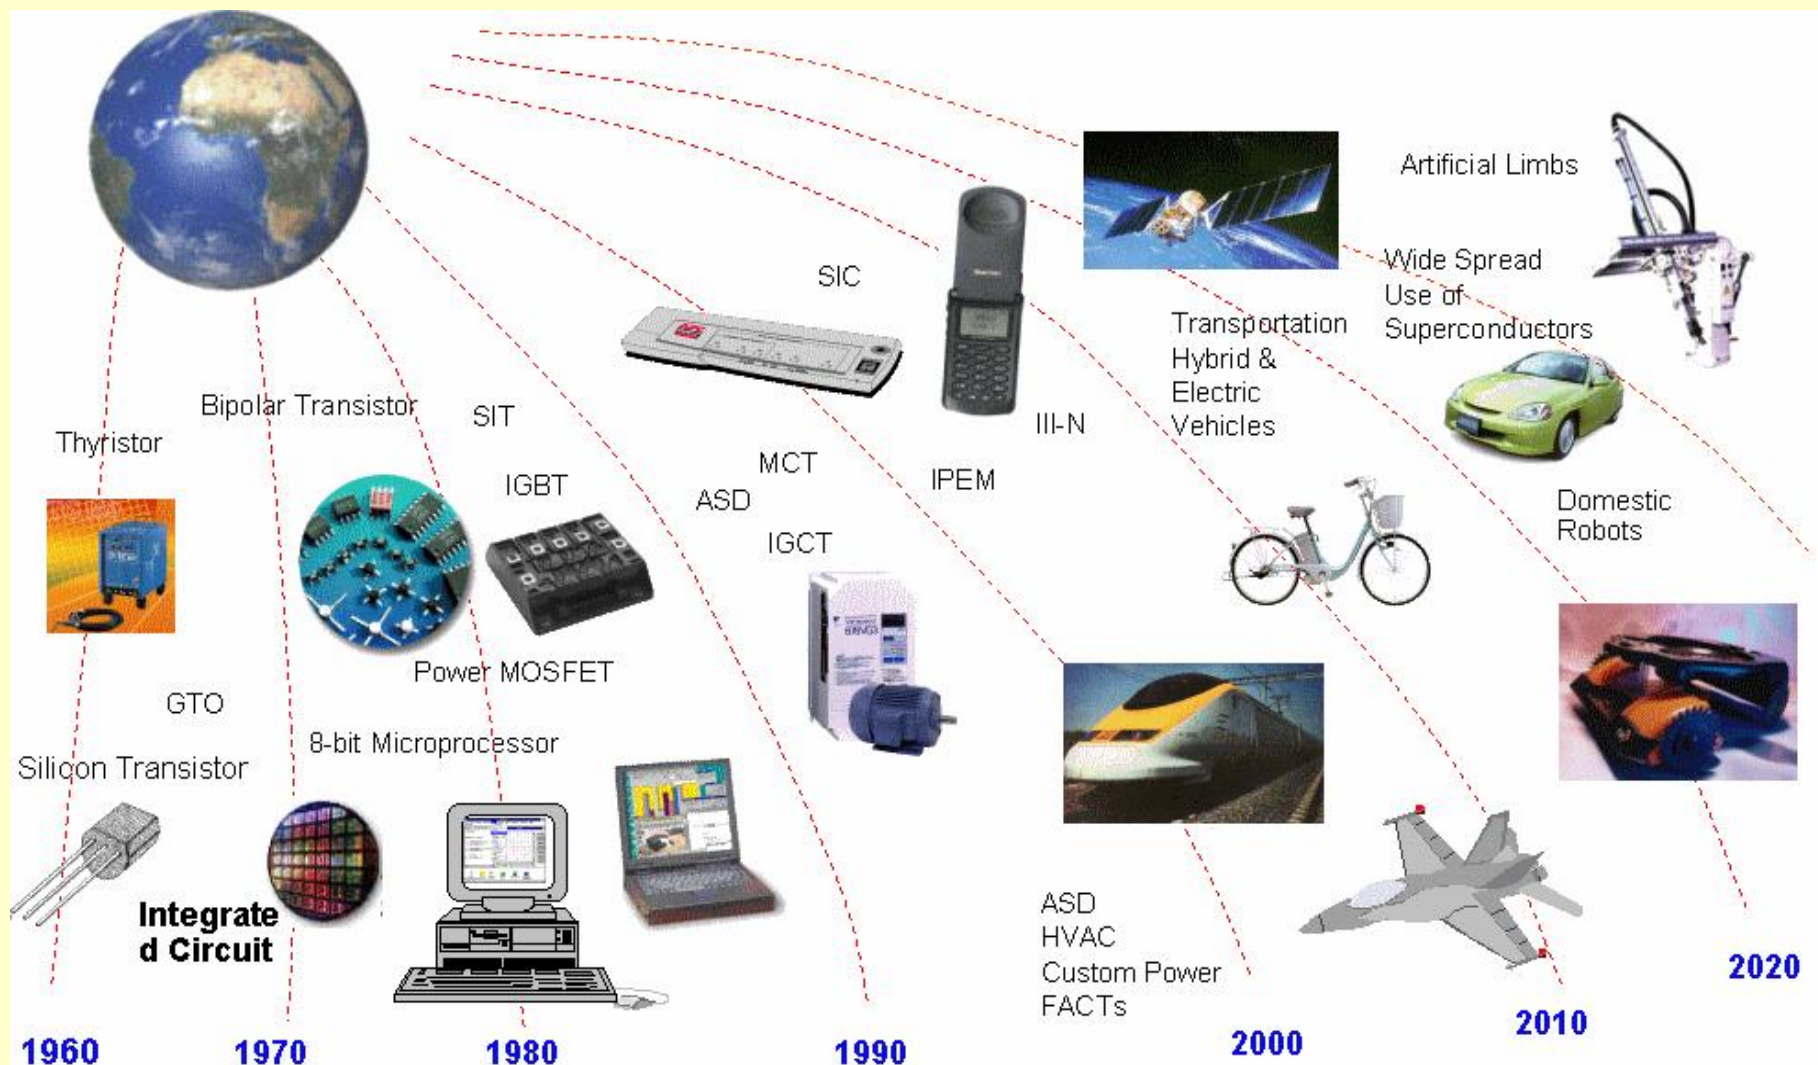 Artificial Limbs
Wide Spread
Use of
Superconductors
SIC
Transportation
Hybrid &
Electric
Vehicles
Bipolar Transistor
SIT
III-N
Thyristor
MCT
IPEM
IGBT
ASD
IGCT
Domestic
Robots
Power MOSFET
GTO
8-bit Microprocessor
Silicon Transistor
Integrate
d Circuit
ASD
HVAC
Custom Power
FACTs
1960
1970
1980
1990
2000
2010
2020